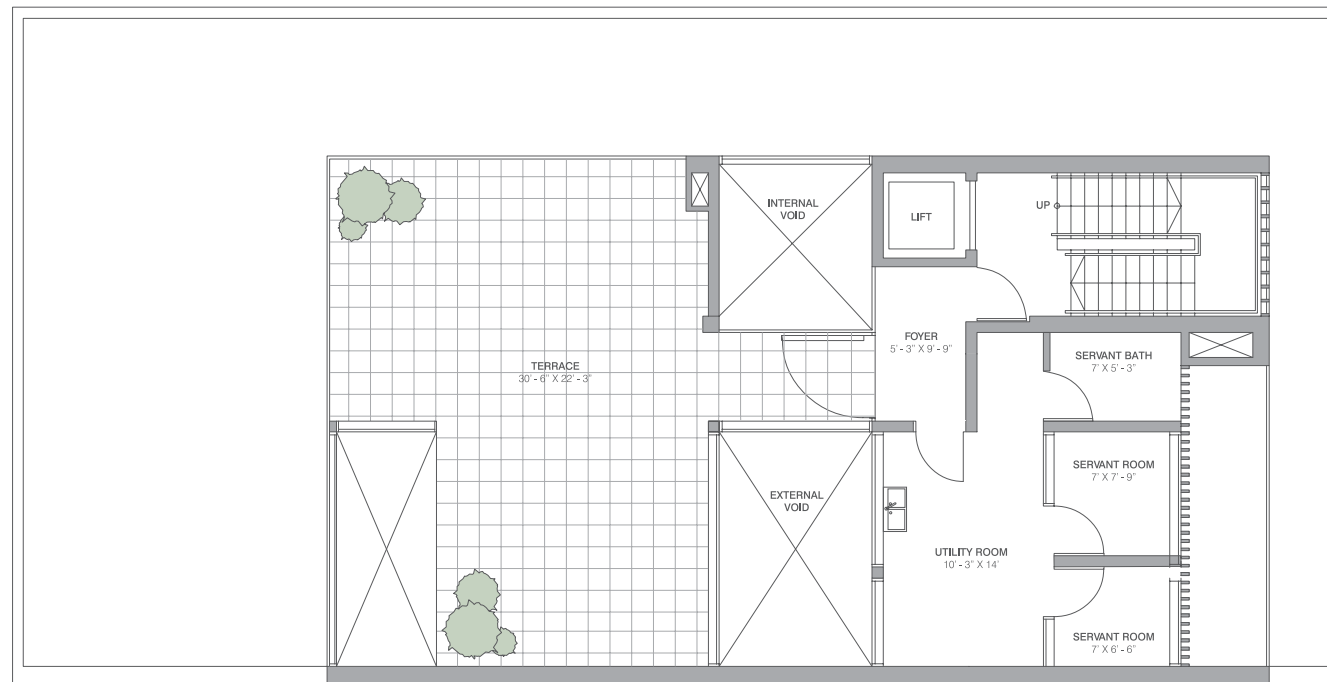 INTERNAL
VOID
LIFT
UP
FOYER
5' - 3" X 9' - 9"
TERRACE
30' - 6" X 22' - 3"
SERVANT BATH
7' X 5' - 3"
SERVANT ROOM
7' X 7' - 9"
EXTERNAL
VOID
UTILITY ROOM
10' - 3" X 14'
SERVANT ROOM
7' X 6' - 6"